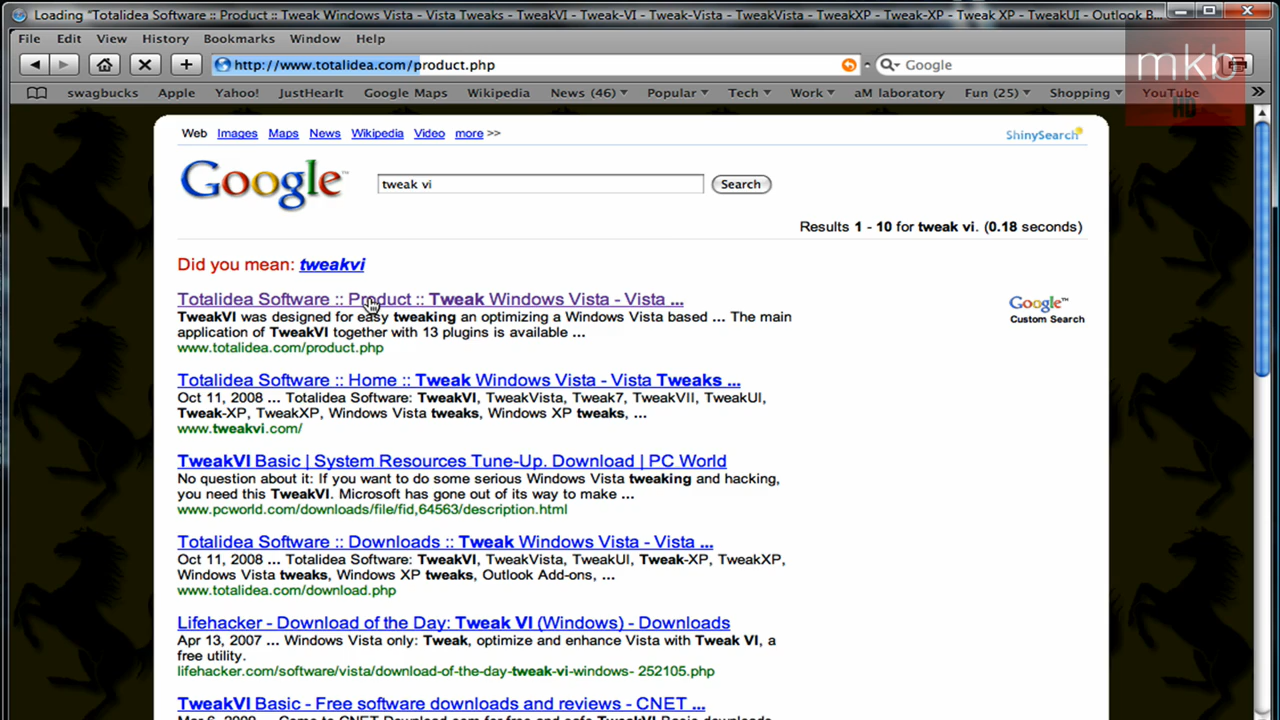 Loading "Totalidea Software :: Product :: Tweak Windows Vista - Vista Tweaks - TweakVI - Tweak-VI - Tweak-Vista - TweakVista - TweakXP - Tweak-XP - Tweak XP - TweakUI - Outlook B...
File Edit View History Bookmarks Window Help
http://www.totalidea.com/product.php Google
swagbucks Apple Yahoo! JustHearIt Google Maps Wikipedia News (46) Popular Tech Work aM laboratory Fun (25) Shopping YouTube >>
mkb
HD
Web Images Maps News Wikipedia Video more >> ShinySearch
Google™ tweak vi Search
Results 1 - 10 for tweak vi. (0.18 seconds)
Did you mean: tweakvi
Totalidea Software :: Product :: Tweak Windows Vista - Vista ...
TweakVI was designed for easy tweaking an optimizing a Windows Vista based ... The main
application of TweakVI together with 13 plugins is available ...
www.totalidea.com/product.php
Google™
Custom Search
Totalidea Software :: Home :: Tweak Windows Vista - Vista Tweaks ...
Oct 11, 2008 ... Totalidea Software: TweakVI, TweakVista, Tweak7, TweakVII, TweakUI,
Tweak-XP, TweakXP, Windows Vista tweaks, Windows XP tweaks, ...
www.tweakvi.com/
TweakVI Basic | System Resources Tune-Up. Download | PC World
No question about it: If you want to do some serious Windows Vista tweaking and hacking,
you need this TweakVI. Microsoft has gone out of its way to make ...
www.pcworld.com/downloads/file/fid,64563/description.html
Totalidea Software :: Downloads :: Tweak Windows Vista - Vista ...
Oct 11, 2008 ... Totalidea Software: TweakVI, TweakVista, TweakUI, Tweak-XP, TweakXP,
Windows Vista tweaks, Windows XP tweaks, Outlook Add-ons, ...
www.totalidea.com/download.php
Lifehacker - Download of the Day: Tweak VI (Windows) - Downloads
Apr 13, 2007 ... Windows Vista only: Tweak, optimize and enhance Vista with Tweak VI, a
free utility.
lifehacker.com/software/vista/download-of-the-day-tweak-vi-windows- 252105.php
TweakVI Basic - Free software downloads and reviews - CNET ...